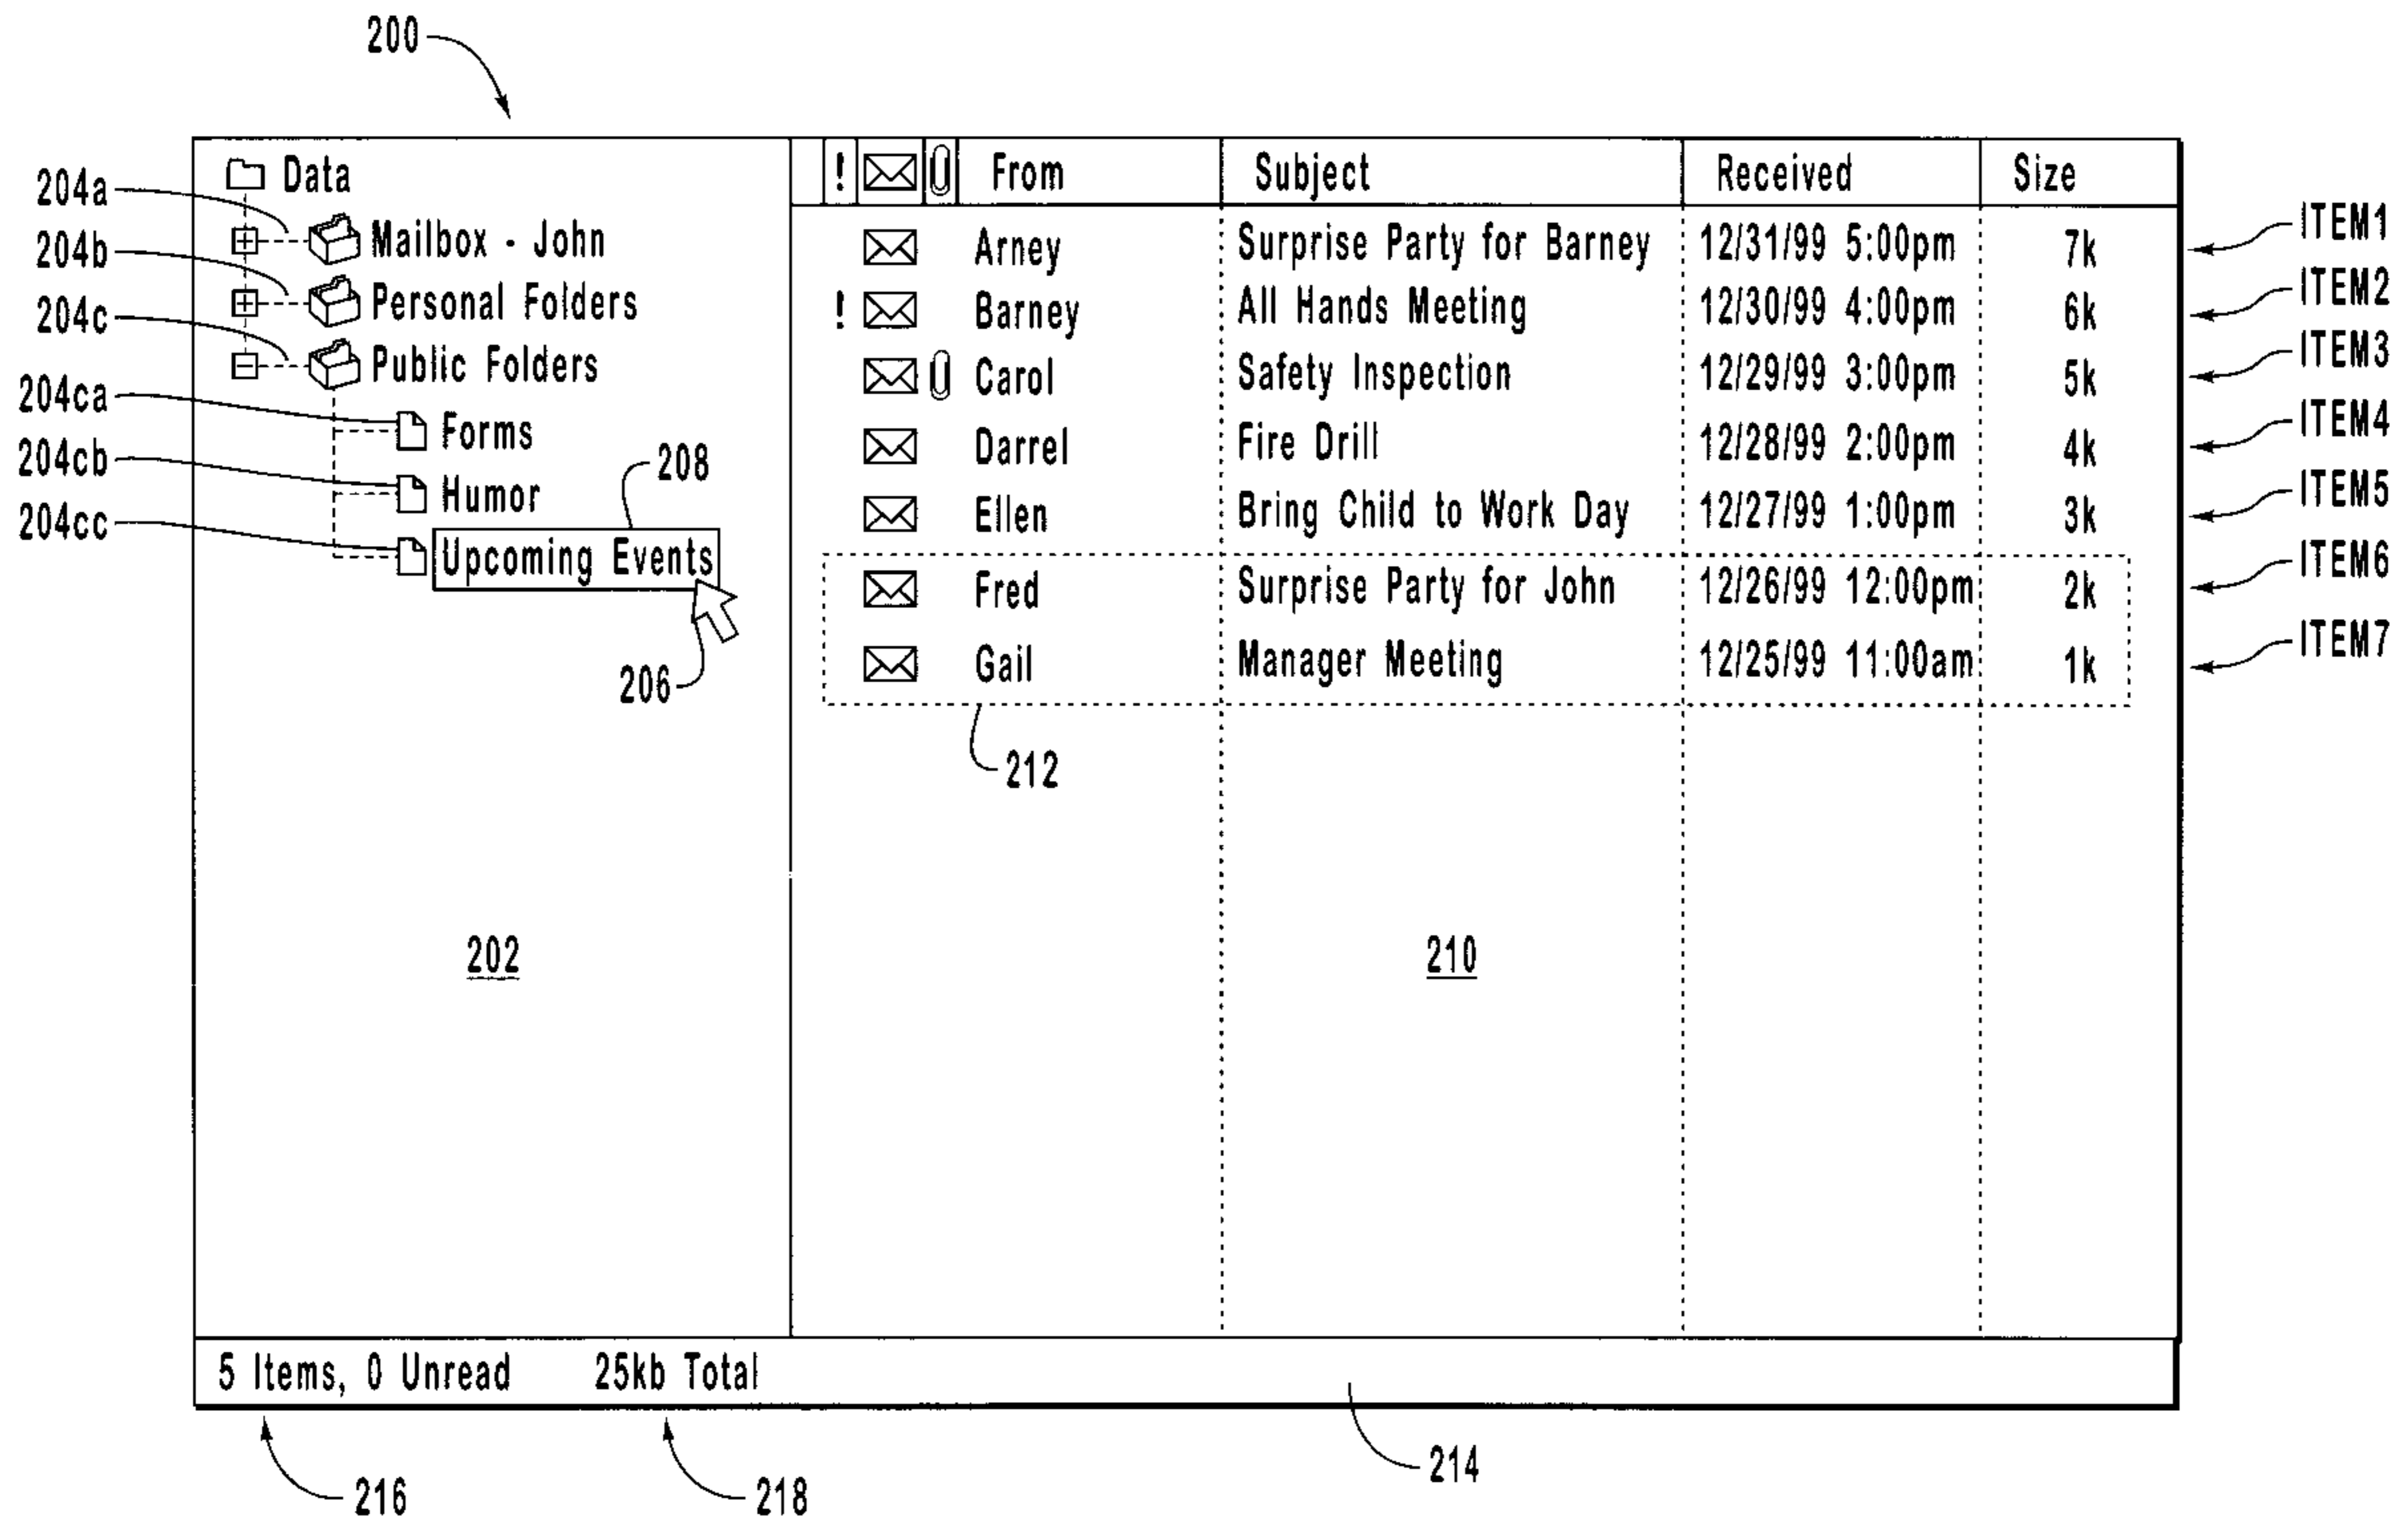 200
Data
! From Subject Received Size
204a
Mailbox - John
204b
Personal Folders
204c
Public Folders
204ca
Forms
204cb
Humor
204cc
Upcoming Events
208
206
202
Arney Surprise Party for Barney 12/31/99 5:00pm 7k ITEM1
! Barney All Hands Meeting 12/30/99 4:00pm 6k ITEM2
Carol Safety Inspection 12/29/99 3:00pm 5k ITEM3
Darrel Fire Drill 12/28/99 2:00pm 4k ITEM4
Ellen Bring Child to Work Day 12/27/99 1:00pm 3k ITEM5
Fred Surprise Party for John 12/26/99 12:00pm 2k ITEM6
Gail Manager Meeting 12/25/99 11:00am 1k ITEM7
212
210
5 Items, 0 Unread 25kb Total
214
216
218